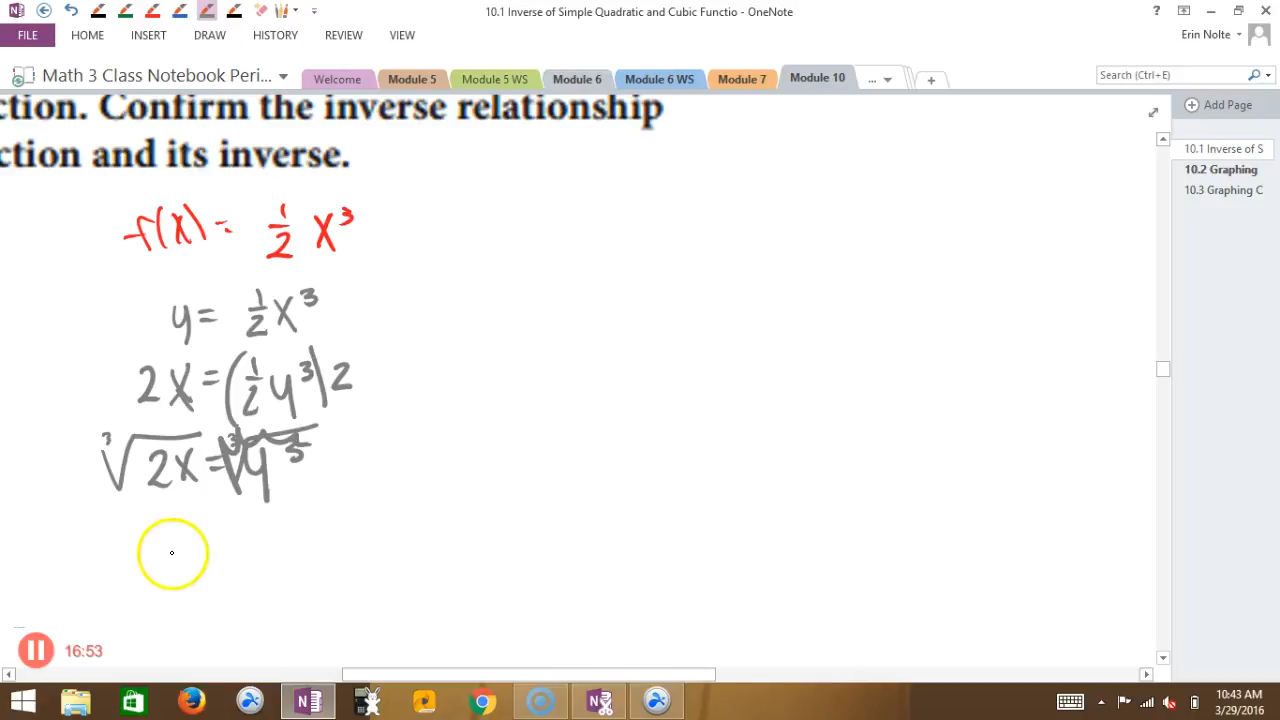 10.1 Inverse of Simple Quadratic and Cubic Functio - OneNote
FILE HOME INSERT DRAW HISTORY REVIEW VIEW
Erin Nolte
Math 3 Class Notebook Peri...
Welcome Module 5 Module 5 WS Module 6 Module 6 WS Module 7 Module 10 ...
Search (Ctrl+E)
Add Page
ction. Confirm the inverse relationship
ction and its inverse.
10.1 Inverse of S
10.2 Graphing
10.3 Graphing C
f(x) = 1/2 x³
y = 1/2 x³
2x = (1/2 y³) 2
∛2x = ∛y³
16:53
10:43 AM
3/29/2016